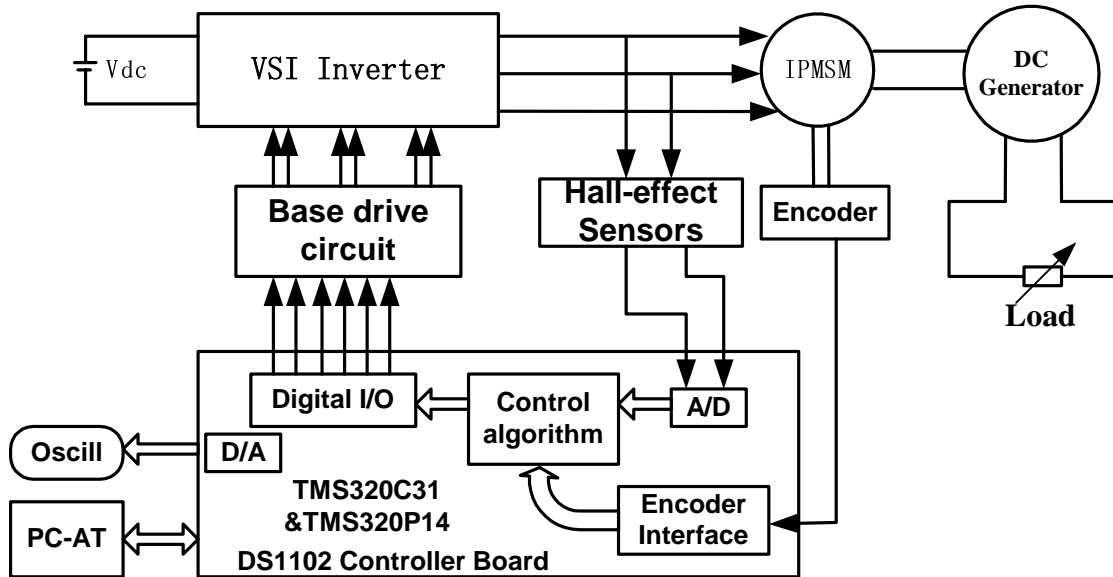 Vdc
VSI Inverter
IPMSM
DC
Generator
Base drive
circuit
Hall-effect
Sensors
Encoder
Load
Digital I/O
Control
algorithm
A/D
Oscill
D/A
TMS320C31
&TMS320P14
Encoder
Interface
PC-AT
DS1102 Controller Board